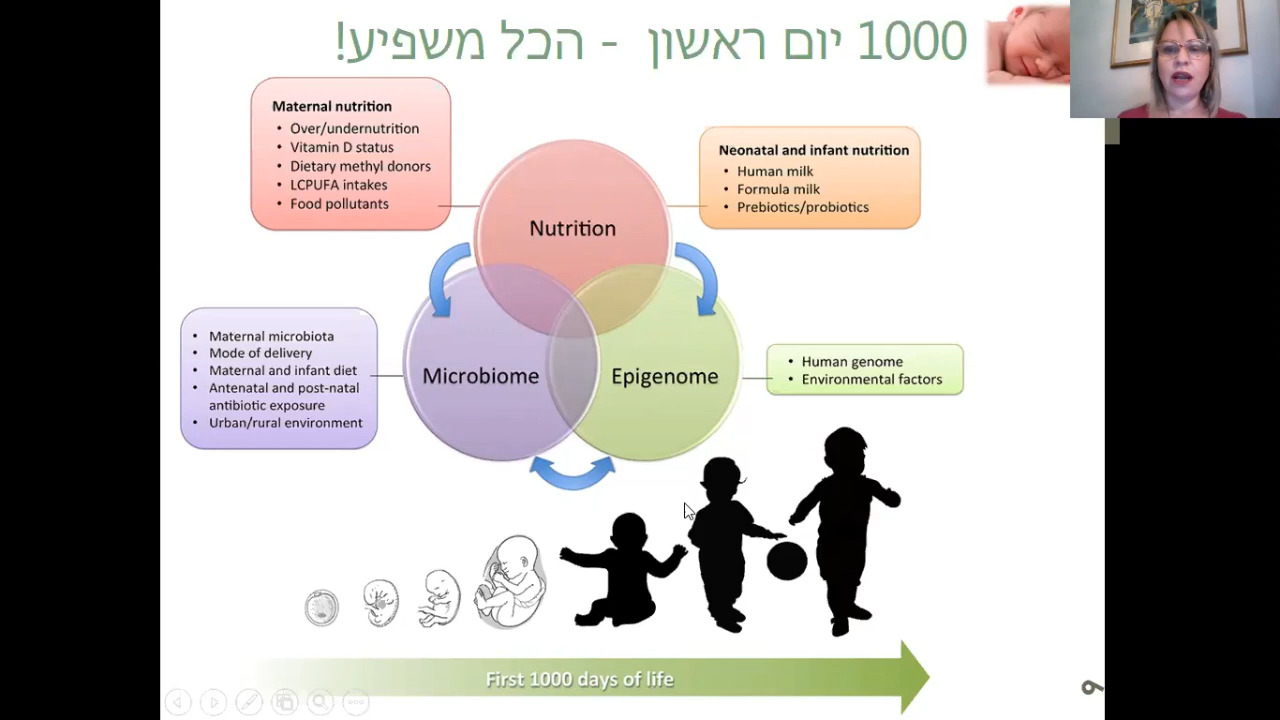 1000 יום ראשון - הכל משפיע!
Maternal nutrition
• Over/undernutrition
• Vitamin D status
• Dietary methyl donors
• LCPUFA intakes
• Food pollutants
Neonatal and infant nutrition
• Human milk
• Formula milk
• Prebiotics/probiotics
Nutrition
• Maternal microbiota
• Mode of delivery
• Maternal and infant diet
• Antenatal and post-natal
antibiotic exposure
• Urban/rural environment
Microbiome
Epigenome
• Human genome
• Environmental factors
First 1000 days of life
9